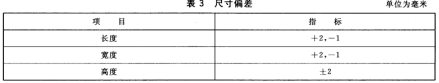 表 3 尺寸偏差 单位为毫米
项 目 指 标
长度 +2,-1
宽度 +2,-1
高度 ±2